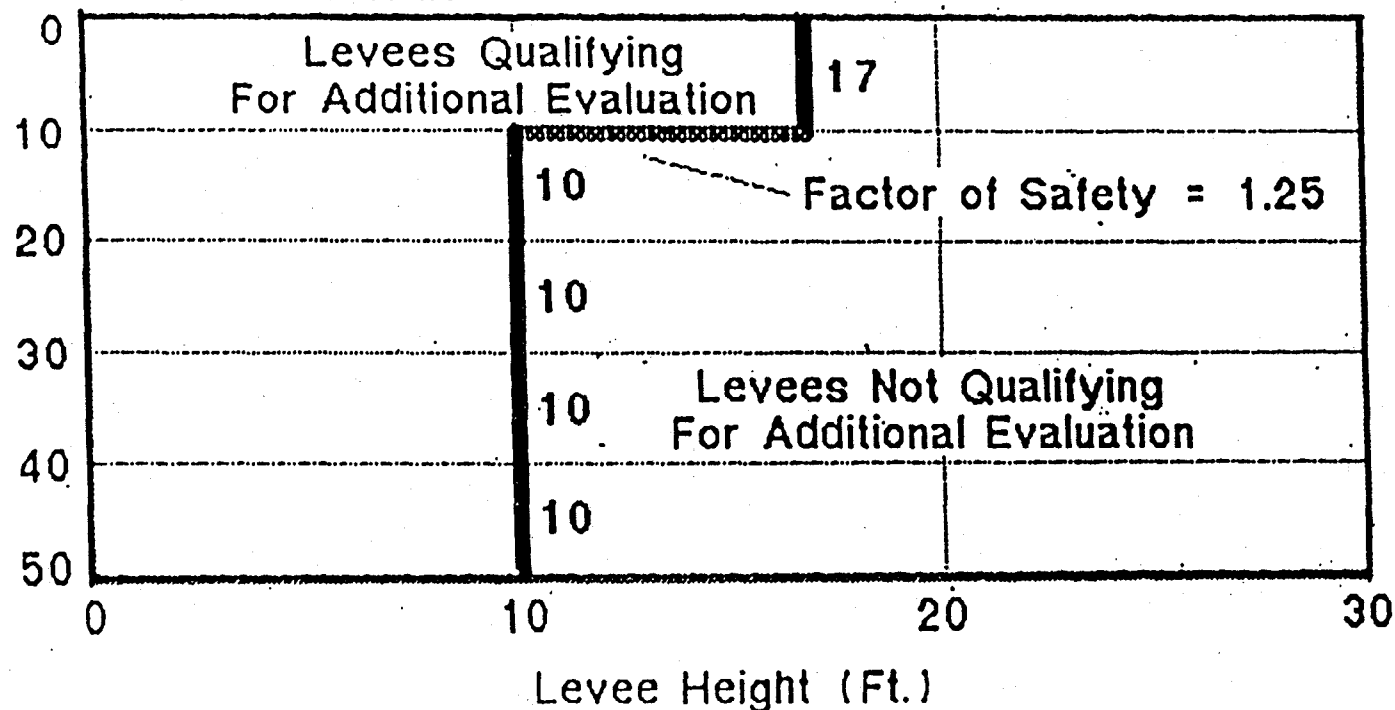 0
Levees Qualifying
For Additional Evaluation
17
10
10
Factor of Safety = 1.25
20
10
30
10
Levees Not Qualifying
For Additional Evaluation
40
10
50
0 10 20 30
Levee Height (Ft.)